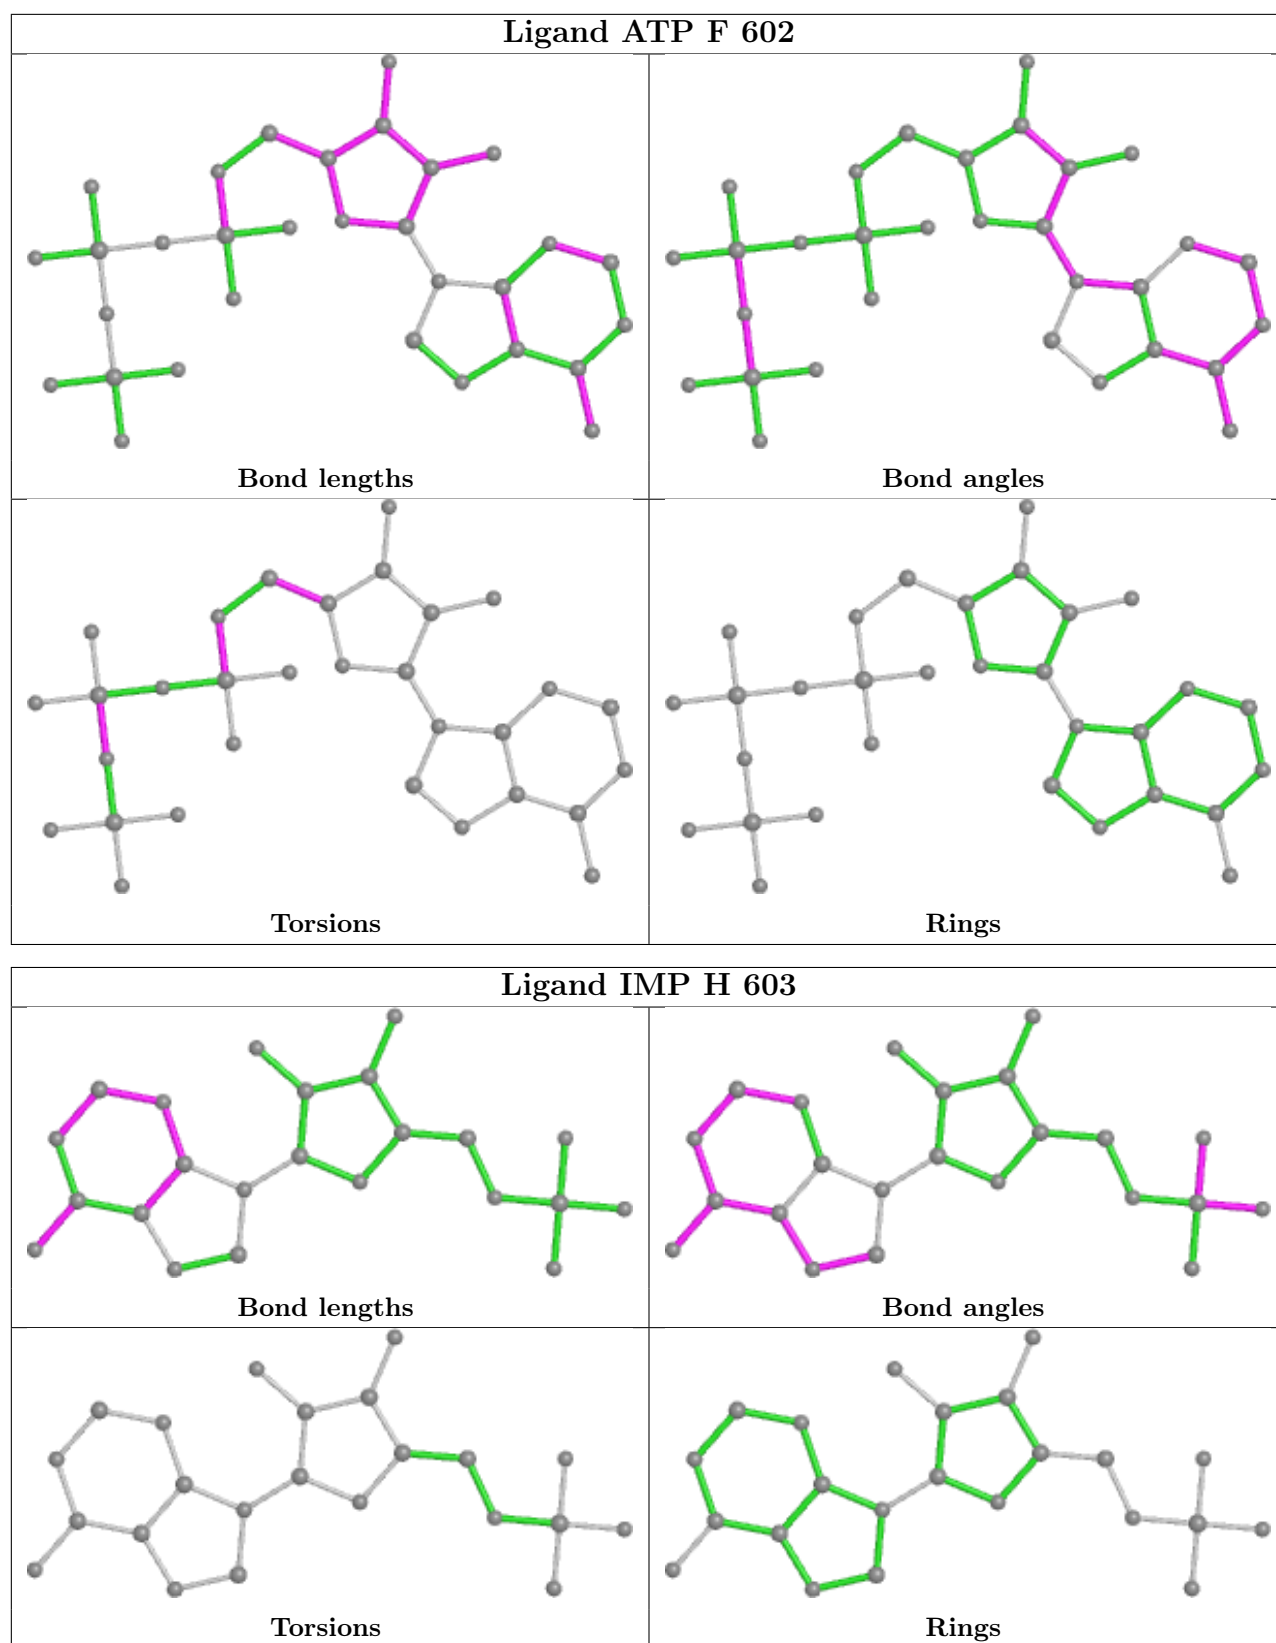 Ligand ATP F 602
Bond lengths
Bond angles
Torsions
Rings
Ligand IMP H 603
Bond lengths
Bond angles
Torsions
Rings